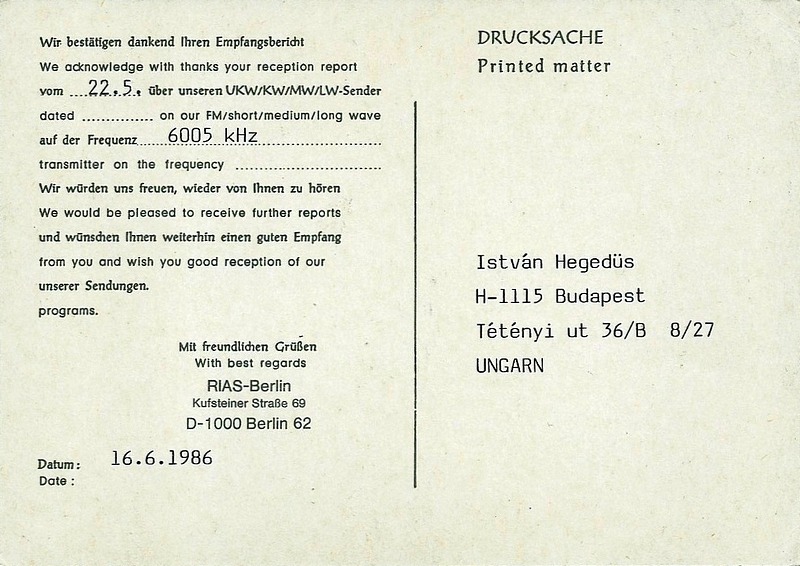 Wir bestätigen dankend Ihren Empfangsbericht
We acknowledge with thanks your reception report
vom ....22.5.. über unseren UKW/KW/MW/LW-Sender
dated .............. on our FM/short/medium/long wave
auf der Frequenz......6005 kHz..............................
transmitter on the frequency ..............................
Wir würden uns freuen, wieder von Ihnen zu hören
We would be pleased to receive further reports
und wünschen Ihnen weiterhin einen guten Empfang
from you and wish you good reception of our
unserer Sendungen.
programs.
Mit freundlichen Grüßen
With best regards
RIAS-Berlin
Kufsteiner Straße 69
D-1000 Berlin 62
Datum: 16.6.1986
Date :
DRUCKSACHE
Printed matter
István Hegedüs
H-1115 Budapest
Tétényi ut 36/B 8/27
UNGARN